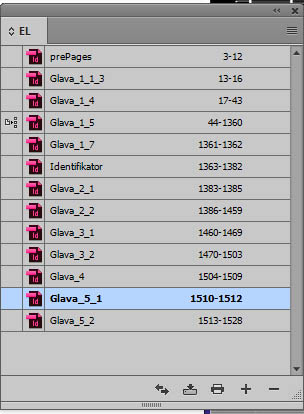 EL
prePages 3-12
Glava_1_1_3 13-16
Glava_1_4 17-43
Glava_1_5 44-1360
Glava_1_7 1361-1362
Identifikator 1363-1382
Glava_2_1 1383-1385
Glava_2_2 1386-1459
Glava_3_1 1460-1469
Glava_3_2 1470-1503
Glava_4 1504-1509
Glava_5_1 1510-1512
Glava_5_2 1513-1528